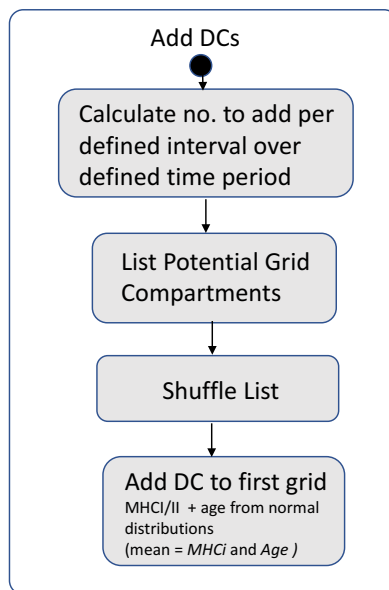 Add DCs
Calculate no. to add per
defined interval over
defined time period
List Potential Grid
Compartments
Shuffle List
Add DC to first grid
MHCI/II + age from normal
distributions
(mean = MHCi and Age )